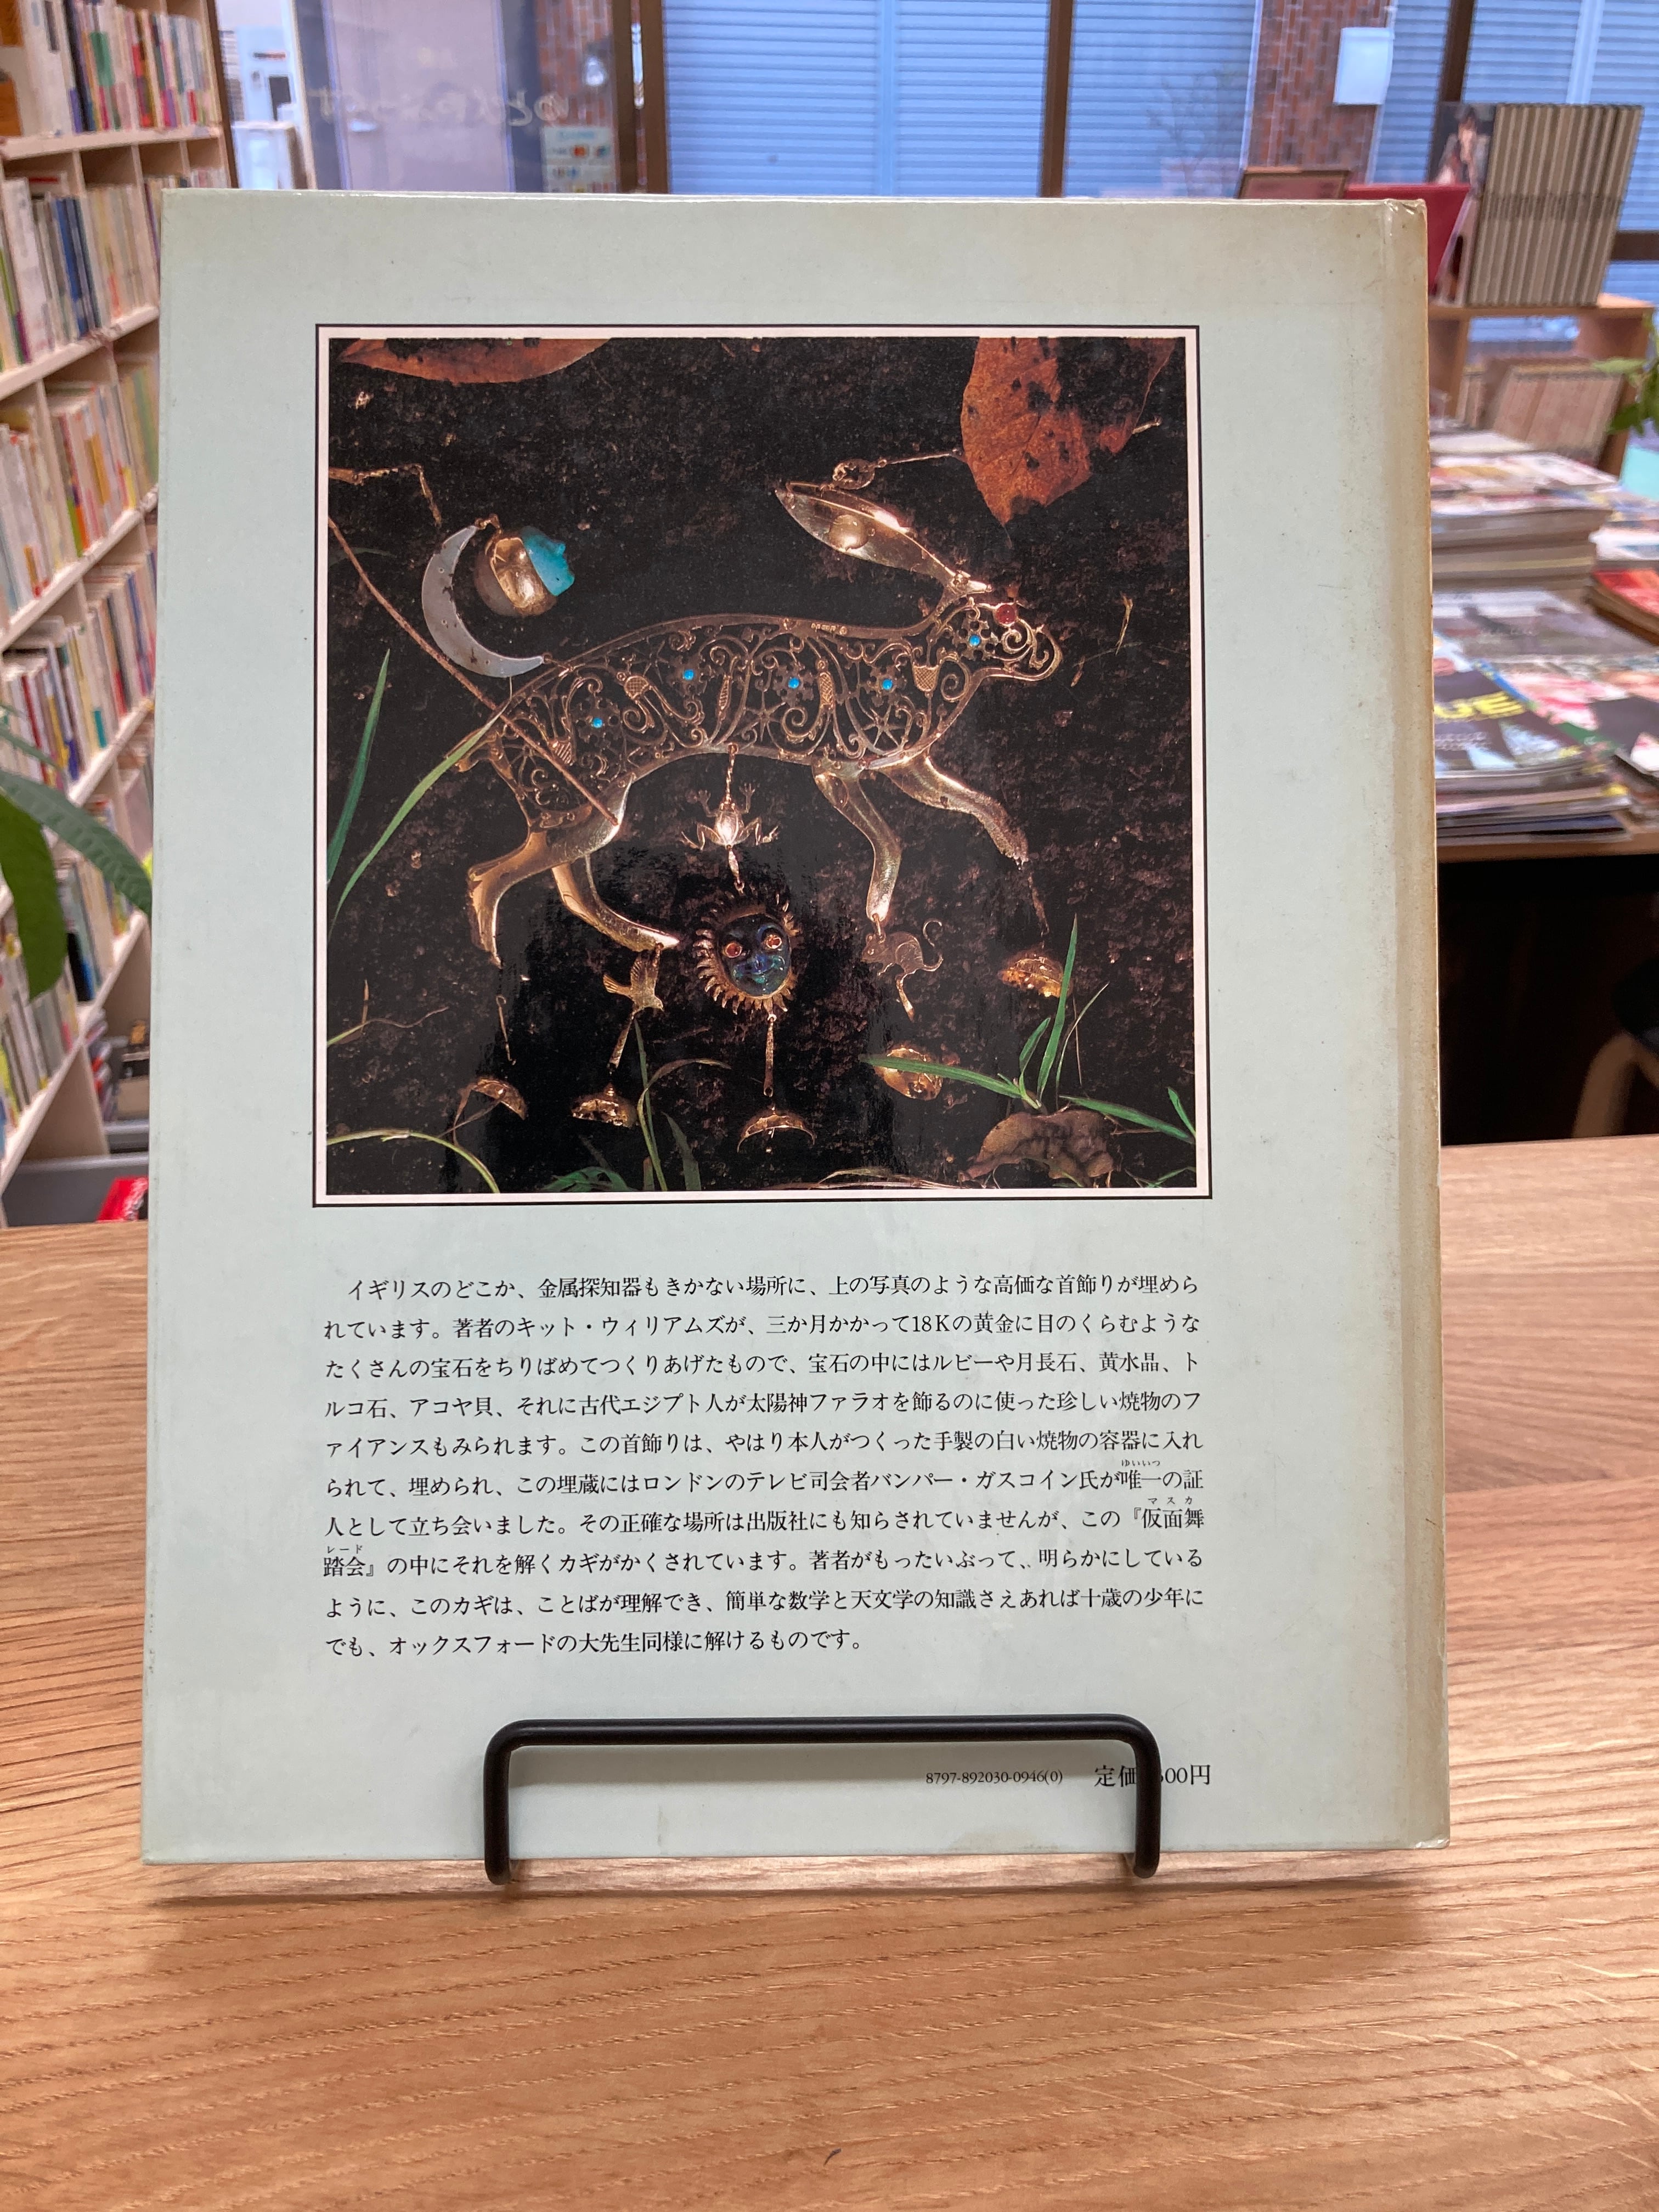 イギリスのどこか、金属探知器もきかない場所に、上の写真のような高価な首飾りが埋めら
れています。著者のキット・ウィリアムズが、三か月かかって18Kの黄金に目のくらむような
たくさんの宝石をちりばめてつくりあげたもので、宝石の中にはルビーや月長石、黄水晶、ト
ルコ石、アコヤ貝、それに古代エジプト人が太陽神ファラオを飾るのに使った珍しい焼物のフ
ァイアンスもみられます。この首飾りは、やはり本人がつくった手製の白い焼物の容器に入れ
られて、埋められ、この埋蔵にはロンドンのテレビ司会者バンパー・ガスコイン氏が唯一の証
ゆいいつ
人として立ち会いました。その正確な場所は出版社にも知らされていませんが、この『仮面舞
マスカ
踏会』の中にそれを解くカギがかくされています。著者がもったいぶって、明らかにしている
レード
ように、このカギは、ことばが理解でき、簡単な数学と天文学の知識さえあれば十歳の少年に
でも、オックスフォードの大先生同様に解けるものです。
8797-892030-0946(0) 定価 00円